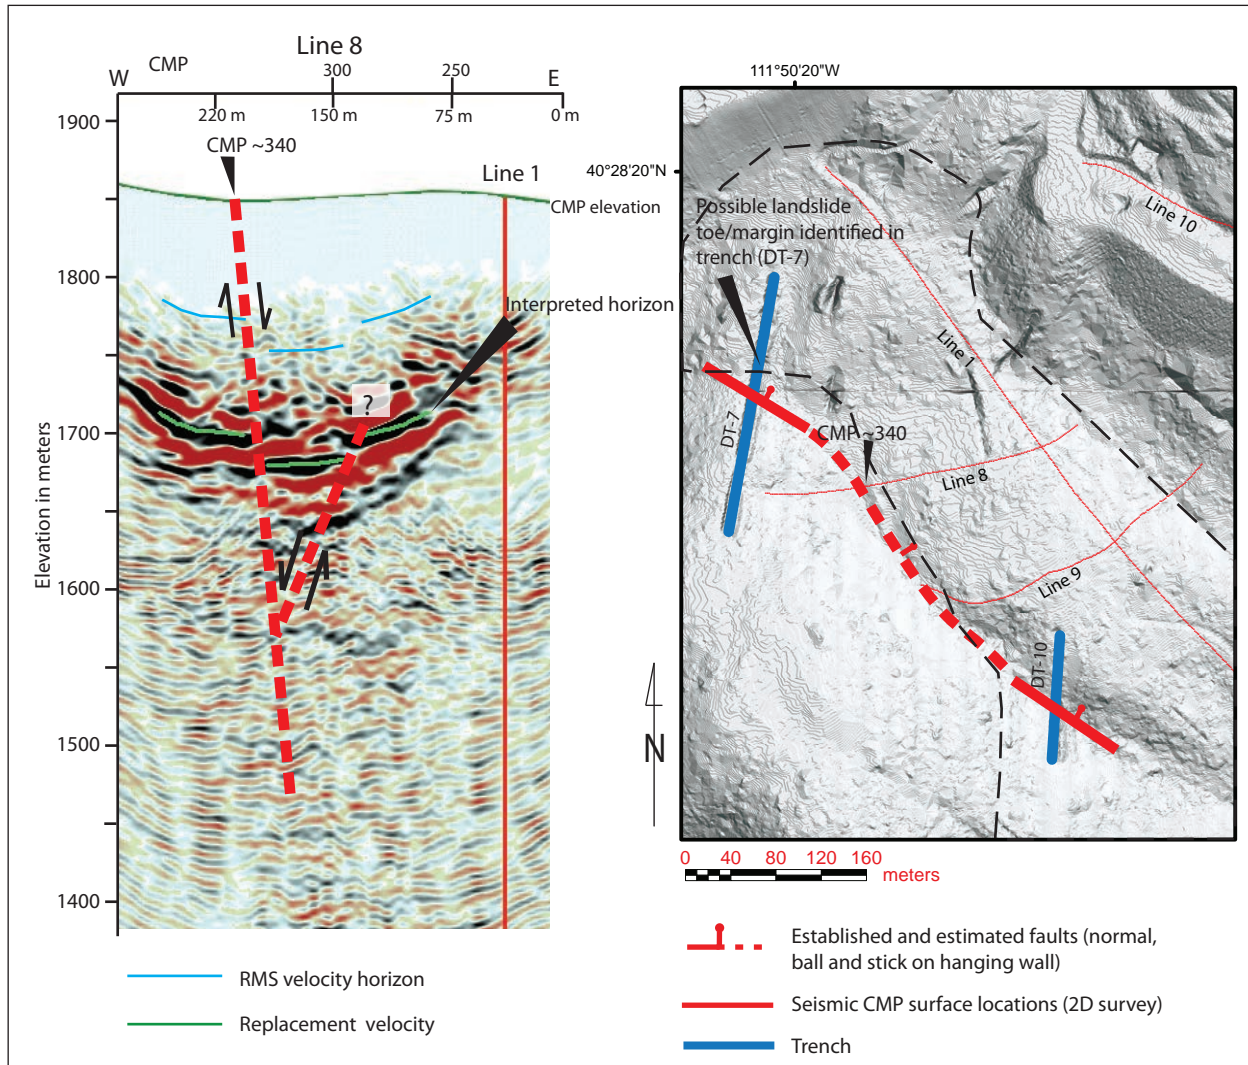 Line 8
W
CMP
300
250
E
220 m
150 m
75 m
0 m
1900
CMP ~340
Line 1
CMP elevation
1800
Interpreted horizon
?
1700
Elevation in meters
1600
1500
1400
RMS velocity horizon
Replacement velocity
111°50'20"W
40°28'20"N
Possible landslide
toe/margin identified in
trench (DT-7)
Line 10
Line 1
DT-7
CMP ~340
Line 8
Line 9
DT-10
N
0 40 80 120 160
meters
Established and estimated faults (normal,
ball and stick on hanging wall)
Seismic CMP surface locations (2D survey)
Trench